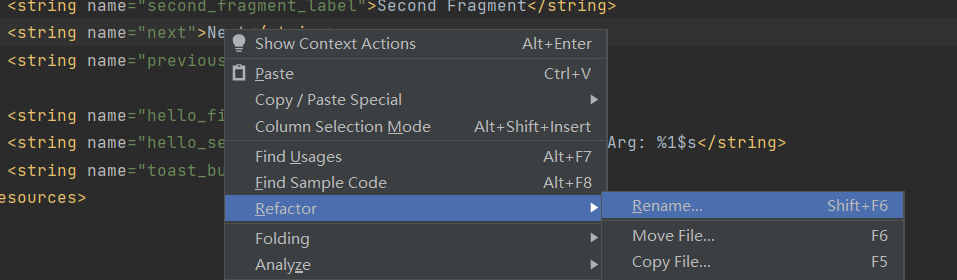 <string name="second_fragment_label">Second Fragment</string>
<string name="next">
<string name="previous
<string name="hello_fi
<string name="hello_se
Arg: %1$s</string>
<string name="toast_bu
esources>
Show Context Actions Alt+Enter
Paste Ctrl+V
Copy / Paste Special
Column Selection Mode Alt+Shift+Insert
Find Usages Alt+F7
Find Sample Code Alt+F8
Refactor
Folding
Analyze
Rename... Shift+F6
Move File... F6
Copy File... F5